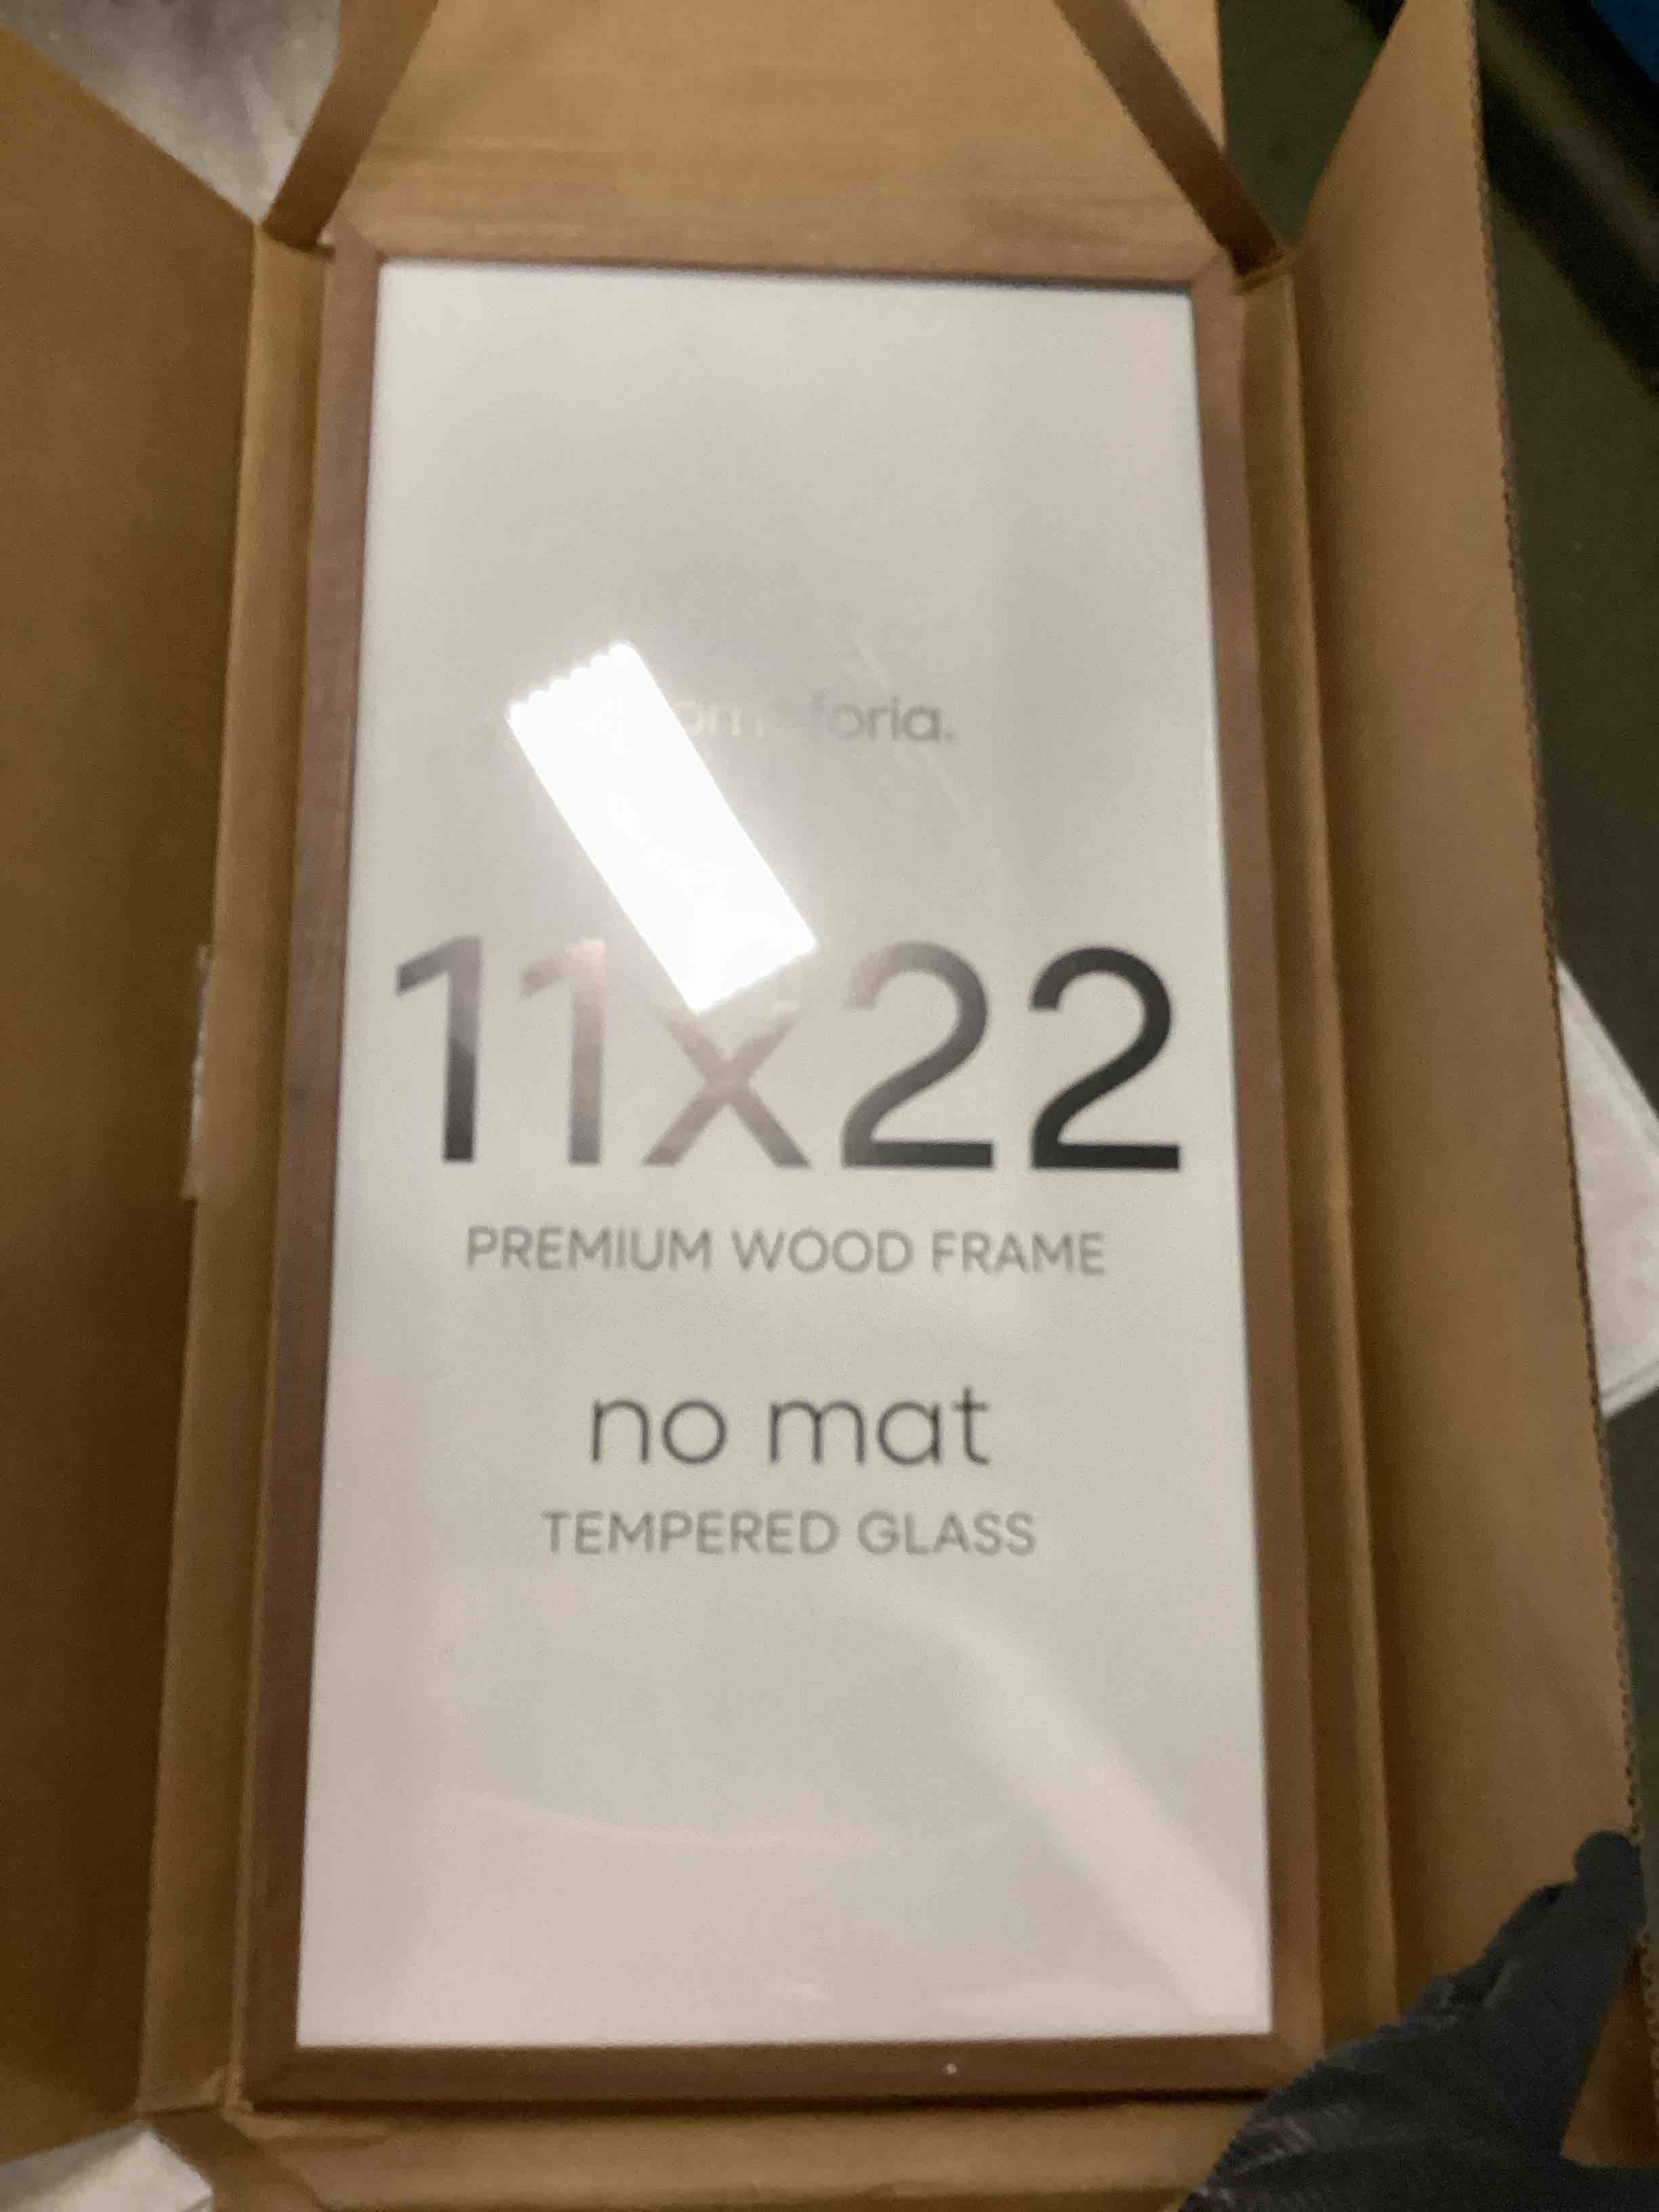 11x22
PREMIUM WOOD FRAME
no mat
TEMPERED GLASS